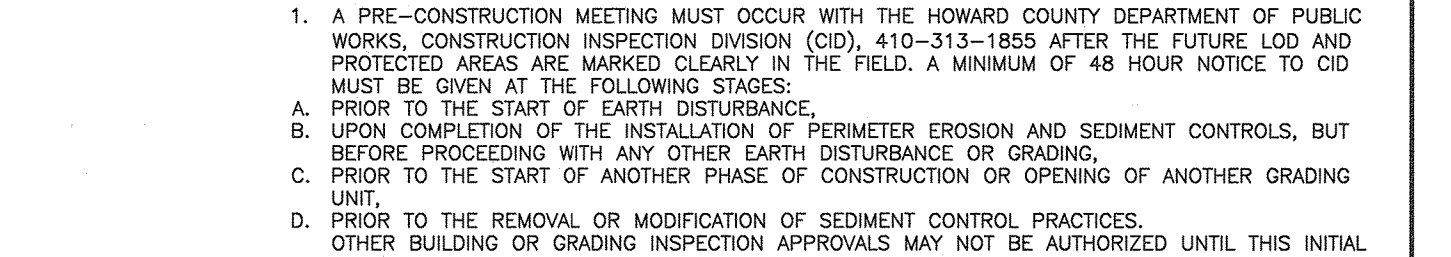 1. A PRE-CONSTRUCTION MEETING MUST OCCUR WITH THE HOWARD COUNTY DEPARTMENT OF PUBLIC
WORKS, CONSTRUCTION INSPECTION DIVISION (CID), 410-313-1855 AFTER THE FUTURE LOD AND
PROTECTED AREAS ARE MARKED CLEARLY IN THE FIELD. A MINIMUM OF 48 HOUR NOTICE TO CID
MUST BE GIVEN AT THE FOLLOWING STAGES:
A. PRIOR TO THE START OF EARTH DISTURBANCE,
B. UPON COMPLETION OF THE INSTALLATION OF PERIMETER EROSION AND SEDIMENT CONTROLS, BUT
BEFORE PROCEEDING WITH ANY OTHER EARTH DISTURBANCE OR GRADING,
C. PRIOR TO THE START OF ANOTHER PHASE OF CONSTRUCTION OR OPENING OF ANOTHER GRADING
UNIT,
D. PRIOR TO THE REMOVAL OR MODIFICATION OF SEDIMENT CONTROL PRACTICES.
OTHER BUILDING OR GRADING INSPECTION APPROVALS MAY NOT BE AUTHORIZED UNTIL THIS INITIAL